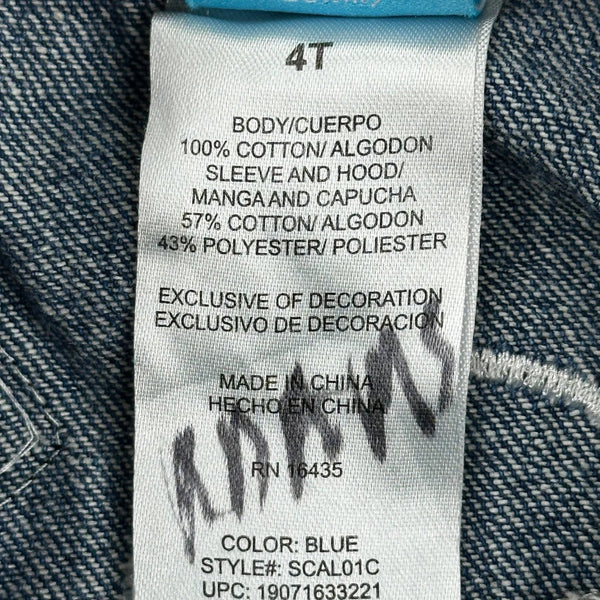 4T
BODY/CUERPO
100% COTTON/ ALGODON
SLEEVE AND HOOD/
MANGA AND CAPUCHA
57% COTTON/ ALGODON
43% POLYESTER/ POLIESTER
EXCLUSIVE OF DECORATION
EXCLUSIVO DE DECORACION
MADE IN CHINA
HECHO EN CHINA
ADAMS
RN 16435
COLOR: BLUE
STYLE#: SCAL01C
UPC: 19071633221